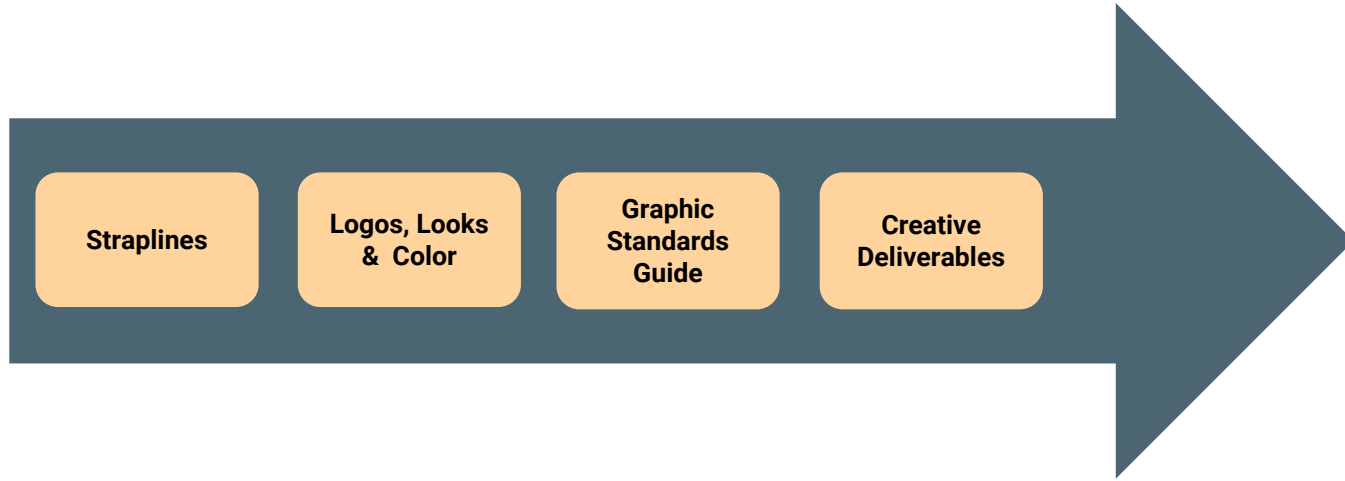 Straplines
Logos, Looks
& Color
Graphic
Standards
Guide
Creative
Deliverables